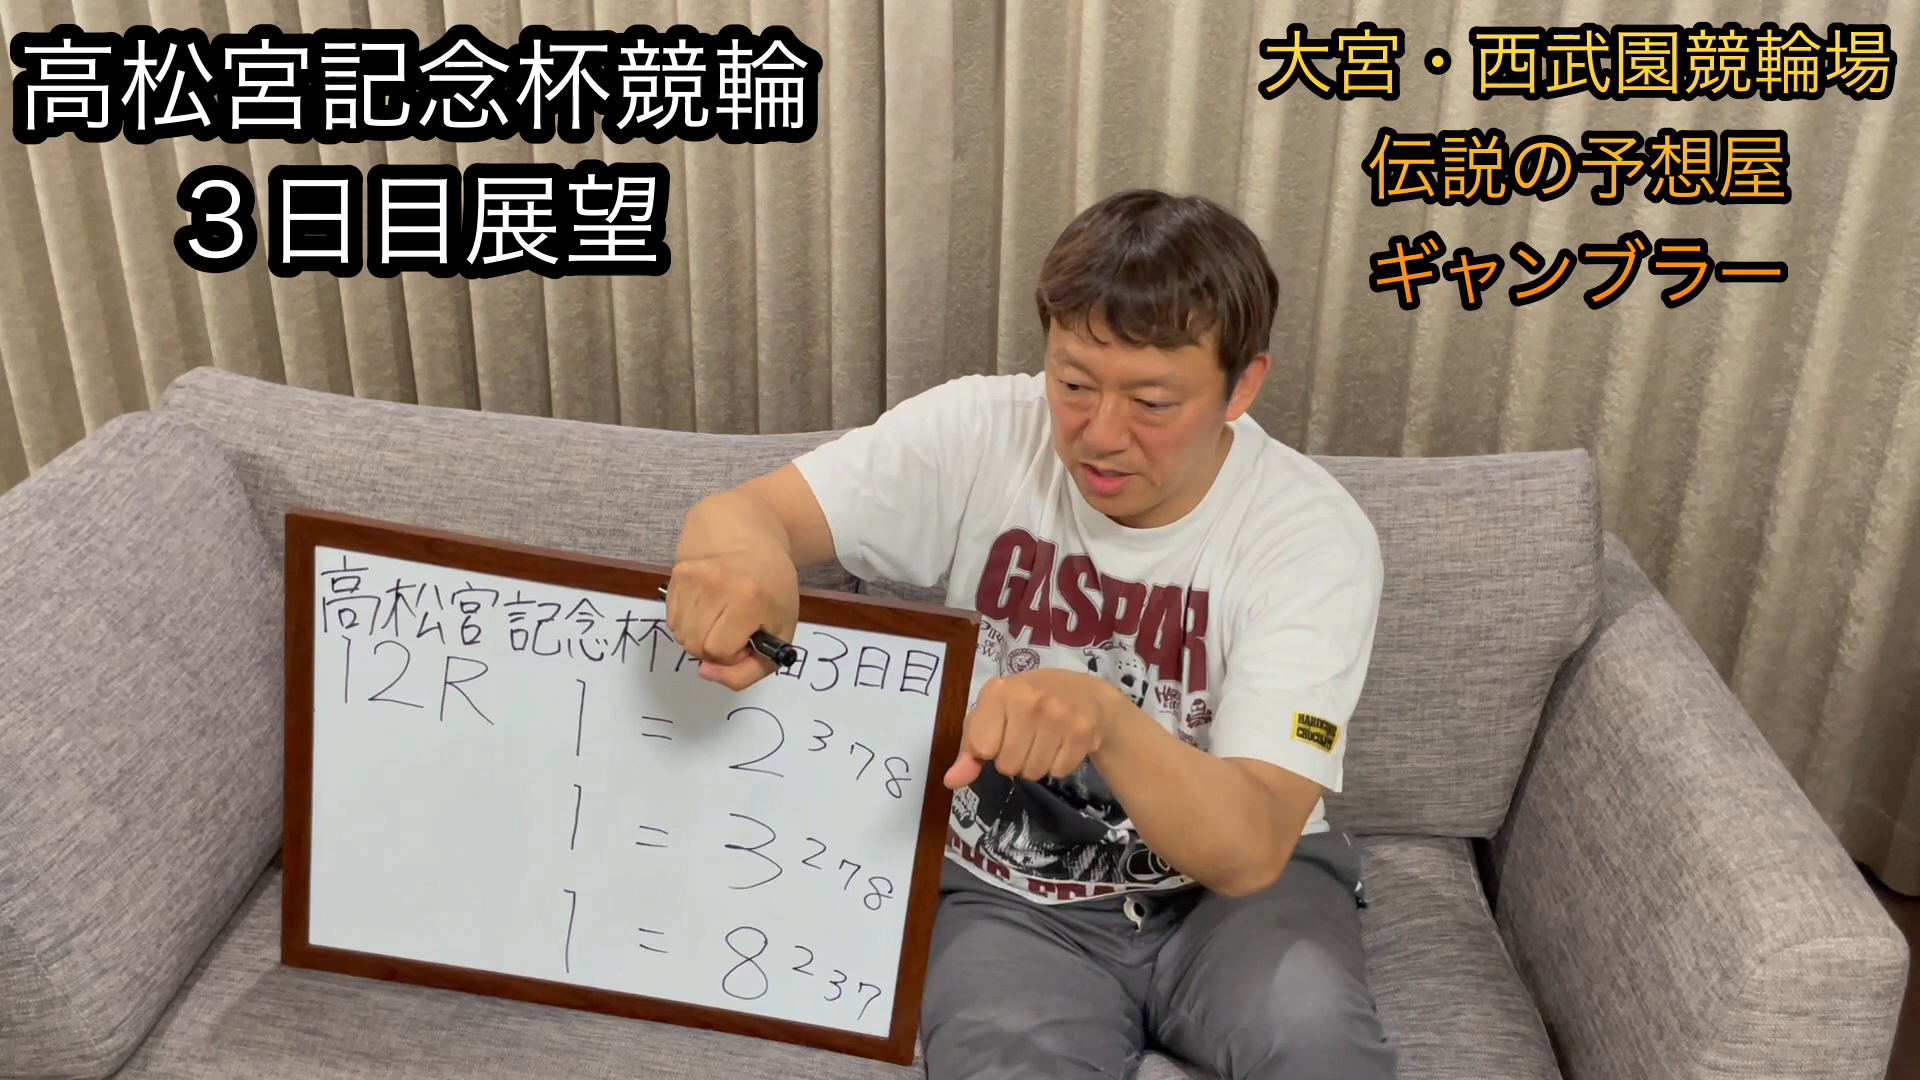 高松宮記念杯競輪
３日目展望
大宮・西武園競輪場
伝説の予想屋
ギャンブラー
高松宮記念杯 3日目
12R
1 = 2 378
1 = 3 278
1 = 8 237
GASPAR
HARDCORE
CHOCOLATE